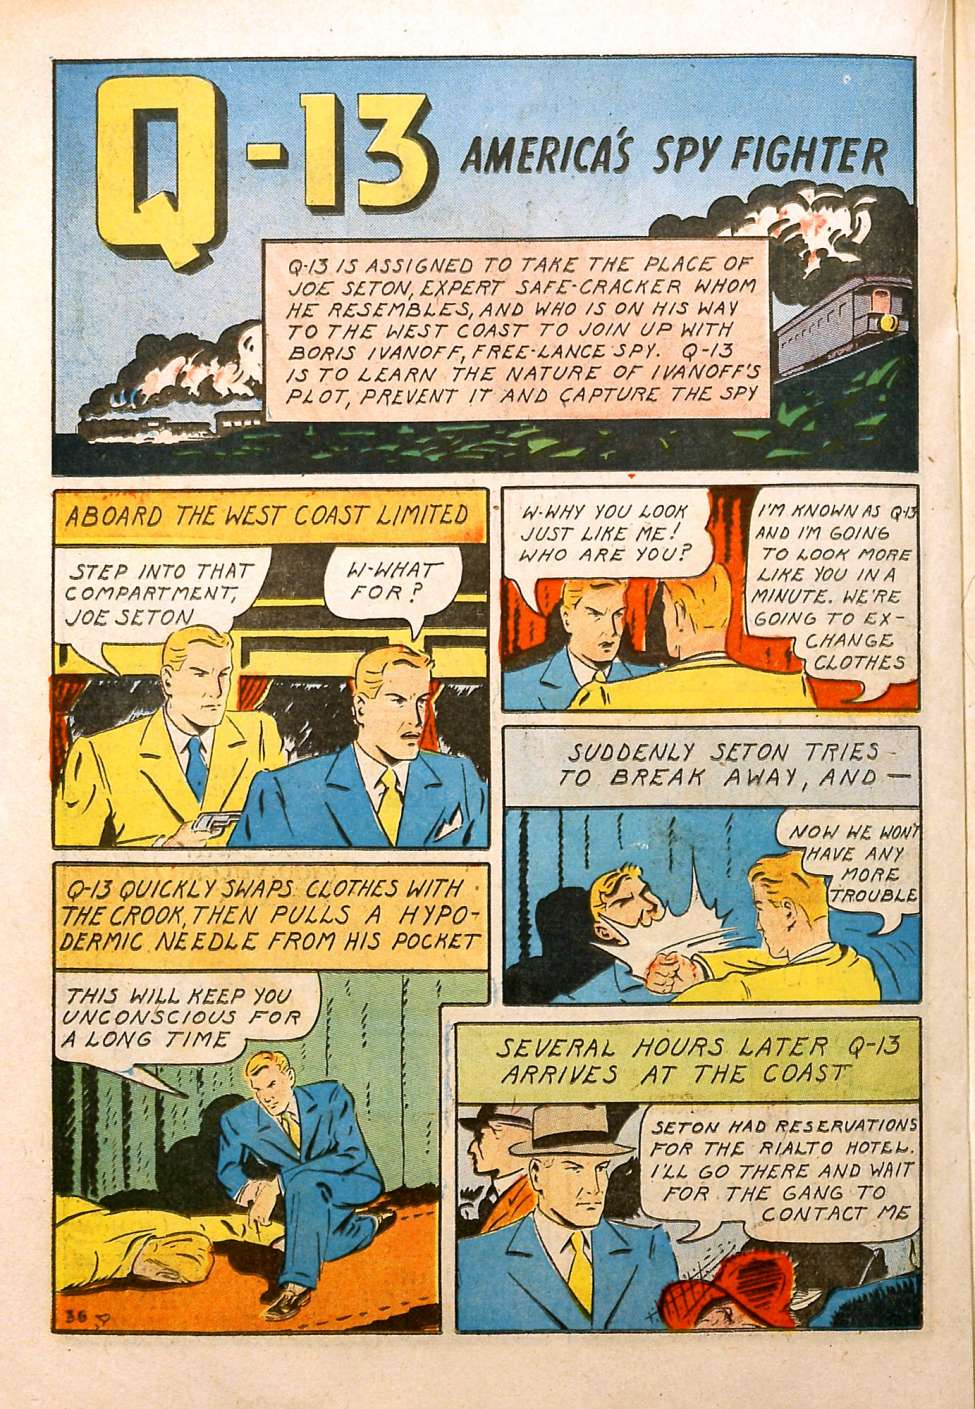 Q-13
AMERICA'S SPY FIGHTER
Q-13 IS ASSIGNED TO TAKE THE PLACE OF
JOE SETON, EXPERT SAFE-CRACKER WHOM
HE RESEMBLES, AND WHO IS ON HIS WAY
TO THE WEST COAST TO JOIN UP WITH
BORIS IVANOFF, FREE-LANCE SPY. Q-13
IS TO LEARN THE NATURE OF IVANOFF'S
PLOT, PREVENT IT AND CAPTURE THE SPY
ABOARD THE WEST COAST LIMITED
STEP INTO THAT
COMPARTMENT,
JOE SETON
W-WHAT
FOR?
W-WHY YOU LOOK
JUST LIKE ME!
WHO ARE YOU?
I'M KNOWN AS Q-13
AND I'M GOING
TO LOOK MORE
LIKE YOU IN A
MINUTE. WE'RE
GOING TO EX-
CHANGE
CLOTHES
SUDDENLY SETON TRIES
TO BREAK AWAY, AND —
NOW WE WON'T
HAVE ANY
MORE
TROUBLE
Q-13 QUICKLY SWAPS CLOTHES WITH
THE CROOK, THEN PULLS A HYPO-
DERMIC NEEDLE FROM HIS POCKET
THIS WILL KEEP YOU
UNCONSCIOUS FOR
A LONG TIME
36
SEVERAL HOURS LATER Q-13
ARRIVES AT THE COAST
SETON HAD RESERVATIONS
FOR THE RIALTO HOTEL.
I'LL GO THERE AND WAIT
FOR THE GANG TO
CONTACT ME